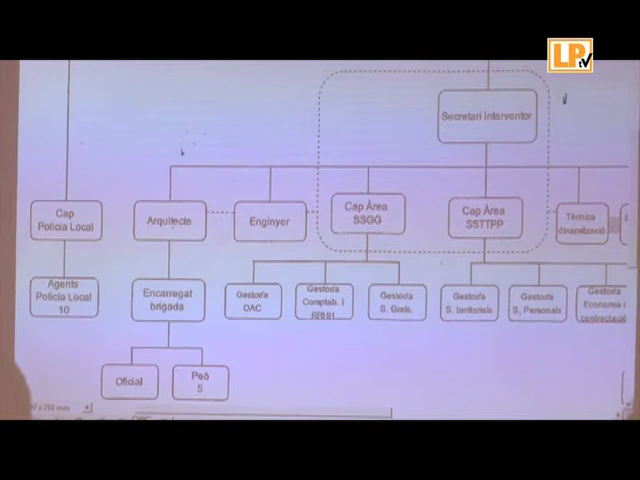 LP
tv
Secretari interventor
Cap
Policia Local
Arquitecte
Enginyer
Cap Àrea
SSGG
Cap Àrea
SSTTPP
Tècnica
dinamització
Agents
Policia Local
10
Encarregat
brigada
Gestor/a
OAC
Gestor/a
Comptab. i
RRHH
Gestor/a
S. Grals.
Gestor/a
S. territorials
Gestor/a
S. Personals
Gestor/a
Economia i
contractació
Oficial
Peó
5